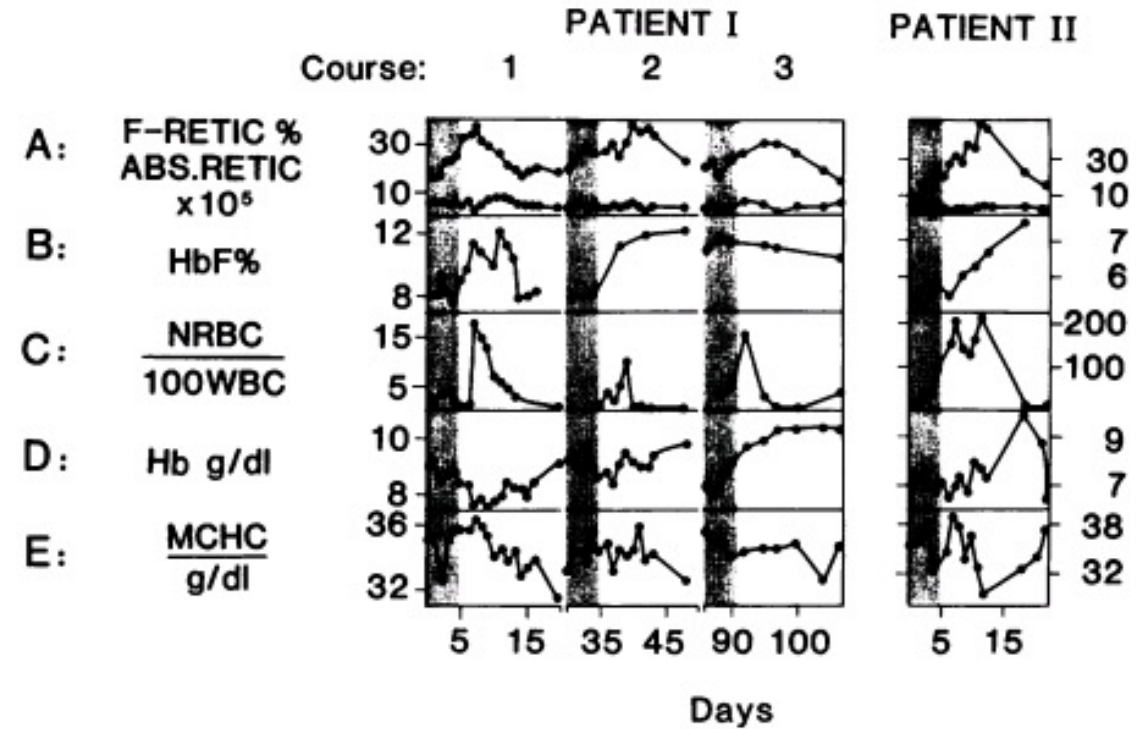 PATIENT I PATIENT II
Course: 1 2 3
A: F-RETIC % 30 30
ABS.RETIC
x10⁵ 10 10
B: HbF% 12 7
8 6
C: NRBC 15 200
100WBC 5 100
D: Hb g/dl 10 9
8 7
E: MCHC 36 38
g/dl 32 32
5 15 35 45 90 100 5 15
Days